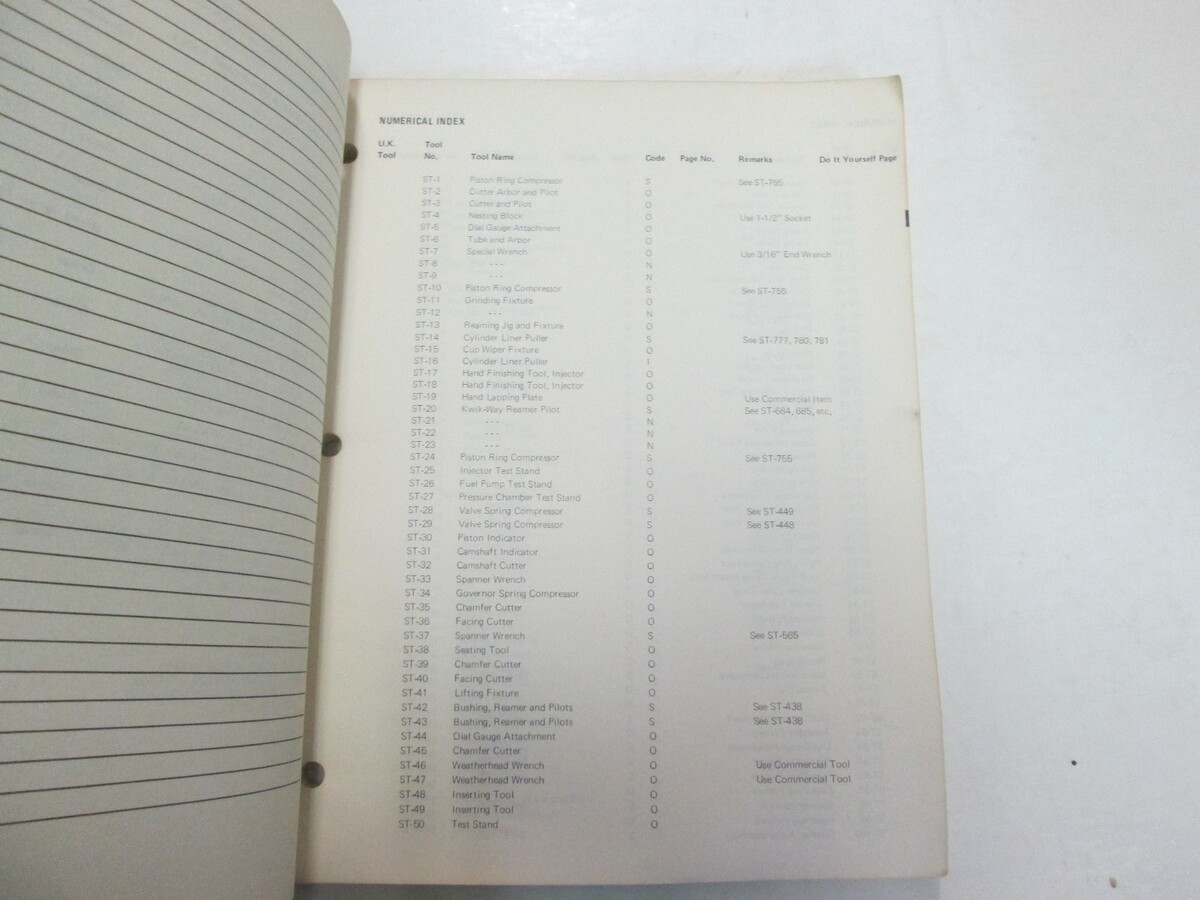 NUMERICAL INDEX
U.K. Tool
Tool No. Tool Name Code Page No. Remarks Do It Yourself Page
ST-1 Piston Ring Compressor S See ST-755
ST-2 Cutter Arbor and Pilot O
ST-3 Cutter and Pilot O
ST-4 Nesting Block O Use 1-1/2" Socket
ST-5 Dial Gauge Attachment O
ST-6 Tube and Arbor O
ST-7 Special Wrench O Use 3/16" End Wrench
ST-8 --- N
ST-9 --- N
ST-10 Piston Ring Compressor S See ST-755
ST-11 Grinding Fixture O
ST-12 --- N
ST-13 Reaming Jig and Fixture O
ST-14 Cylinder Liner Puller S See ST-777, 780, 781
ST-15 Cup Wiper Fixture O
ST-16 Cylinder Liner Puller I
ST-17 Hand Finishing Tool, Injector O
ST-18 Hand Finishing Tool, Injector O
ST-19 Hand Lapping Plate O Use Commercial Item
ST-20 Kwik-Way Reamer Pilot S See ST-684, 685, etc.
ST-21 --- N
ST-22 --- N
ST-23 --- N
ST-24 Piston Ring Compressor S See ST-755
ST-25 Injector Test Stand O
ST-26 Fuel Pump Test Stand O
ST-27 Pressure Chamber Test Stand O
ST-28 Valve Spring Compressor S See ST-449
ST-29 Valve Spring Compressor S See ST-448
ST-30 Piston Indicator O
ST-31 Camshaft Indicator O
ST-32 Camshaft Cutter O
ST-33 Spanner Wrench O
ST-34 Governor Spring Compressor O
ST-35 Chamfer Cutter O
ST-36 Facing Cutter O
ST-37 Spanner Wrench S See ST-565
ST-38 Seating Tool O
ST-39 Chamfer Cutter O
ST-40 Facing Cutter O
ST-41 Lifting Fixture O
ST-42 Bushing, Reamer and Pilots S See ST-438
ST-43 Bushing, Reamer and Pilots S See ST-438
ST-44 Dial Gauge Attachment O
ST-45 Chamfer Cutter O
ST-46 Weatherhead Wrench O Use Commercial Tool
ST-47 Weatherhead Wrench O Use Commercial Tool
ST-48 Inserting Tool O
ST-49 Inserting Tool O
ST-50 Test Stand O